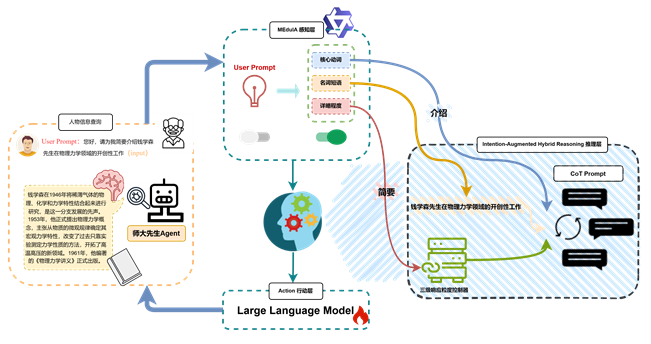 MEduIA 感知层
User Prompt
核心动词
名词短语
详细程度
介绍
简要
人物信息查询
User Prompt：您好，请为我简要介绍钱学森
先生在物理力学领域的开创性工作 (input)
钱学森在1946年将稀薄气体的物
理、化学和力学特性结合起来进行
研究，是这一分支发展的先声。
1953年，他正式提出物理力学概
念，主张从物质的微观规律确定其
宏观力学特性，改变了过去只靠实
验测定力学性质的方法，开拓了高
温高压的新领域。1961年，他编著
的《物理力学讲义》正式出版。
师大先生Agent
Intention-Augmented Hybrid Reasoning 推理层
CoT Prompt
钱学森先生在物理力学领域的开创性工作
三级响应粒度控制器
Action 行动层
Large Language Model